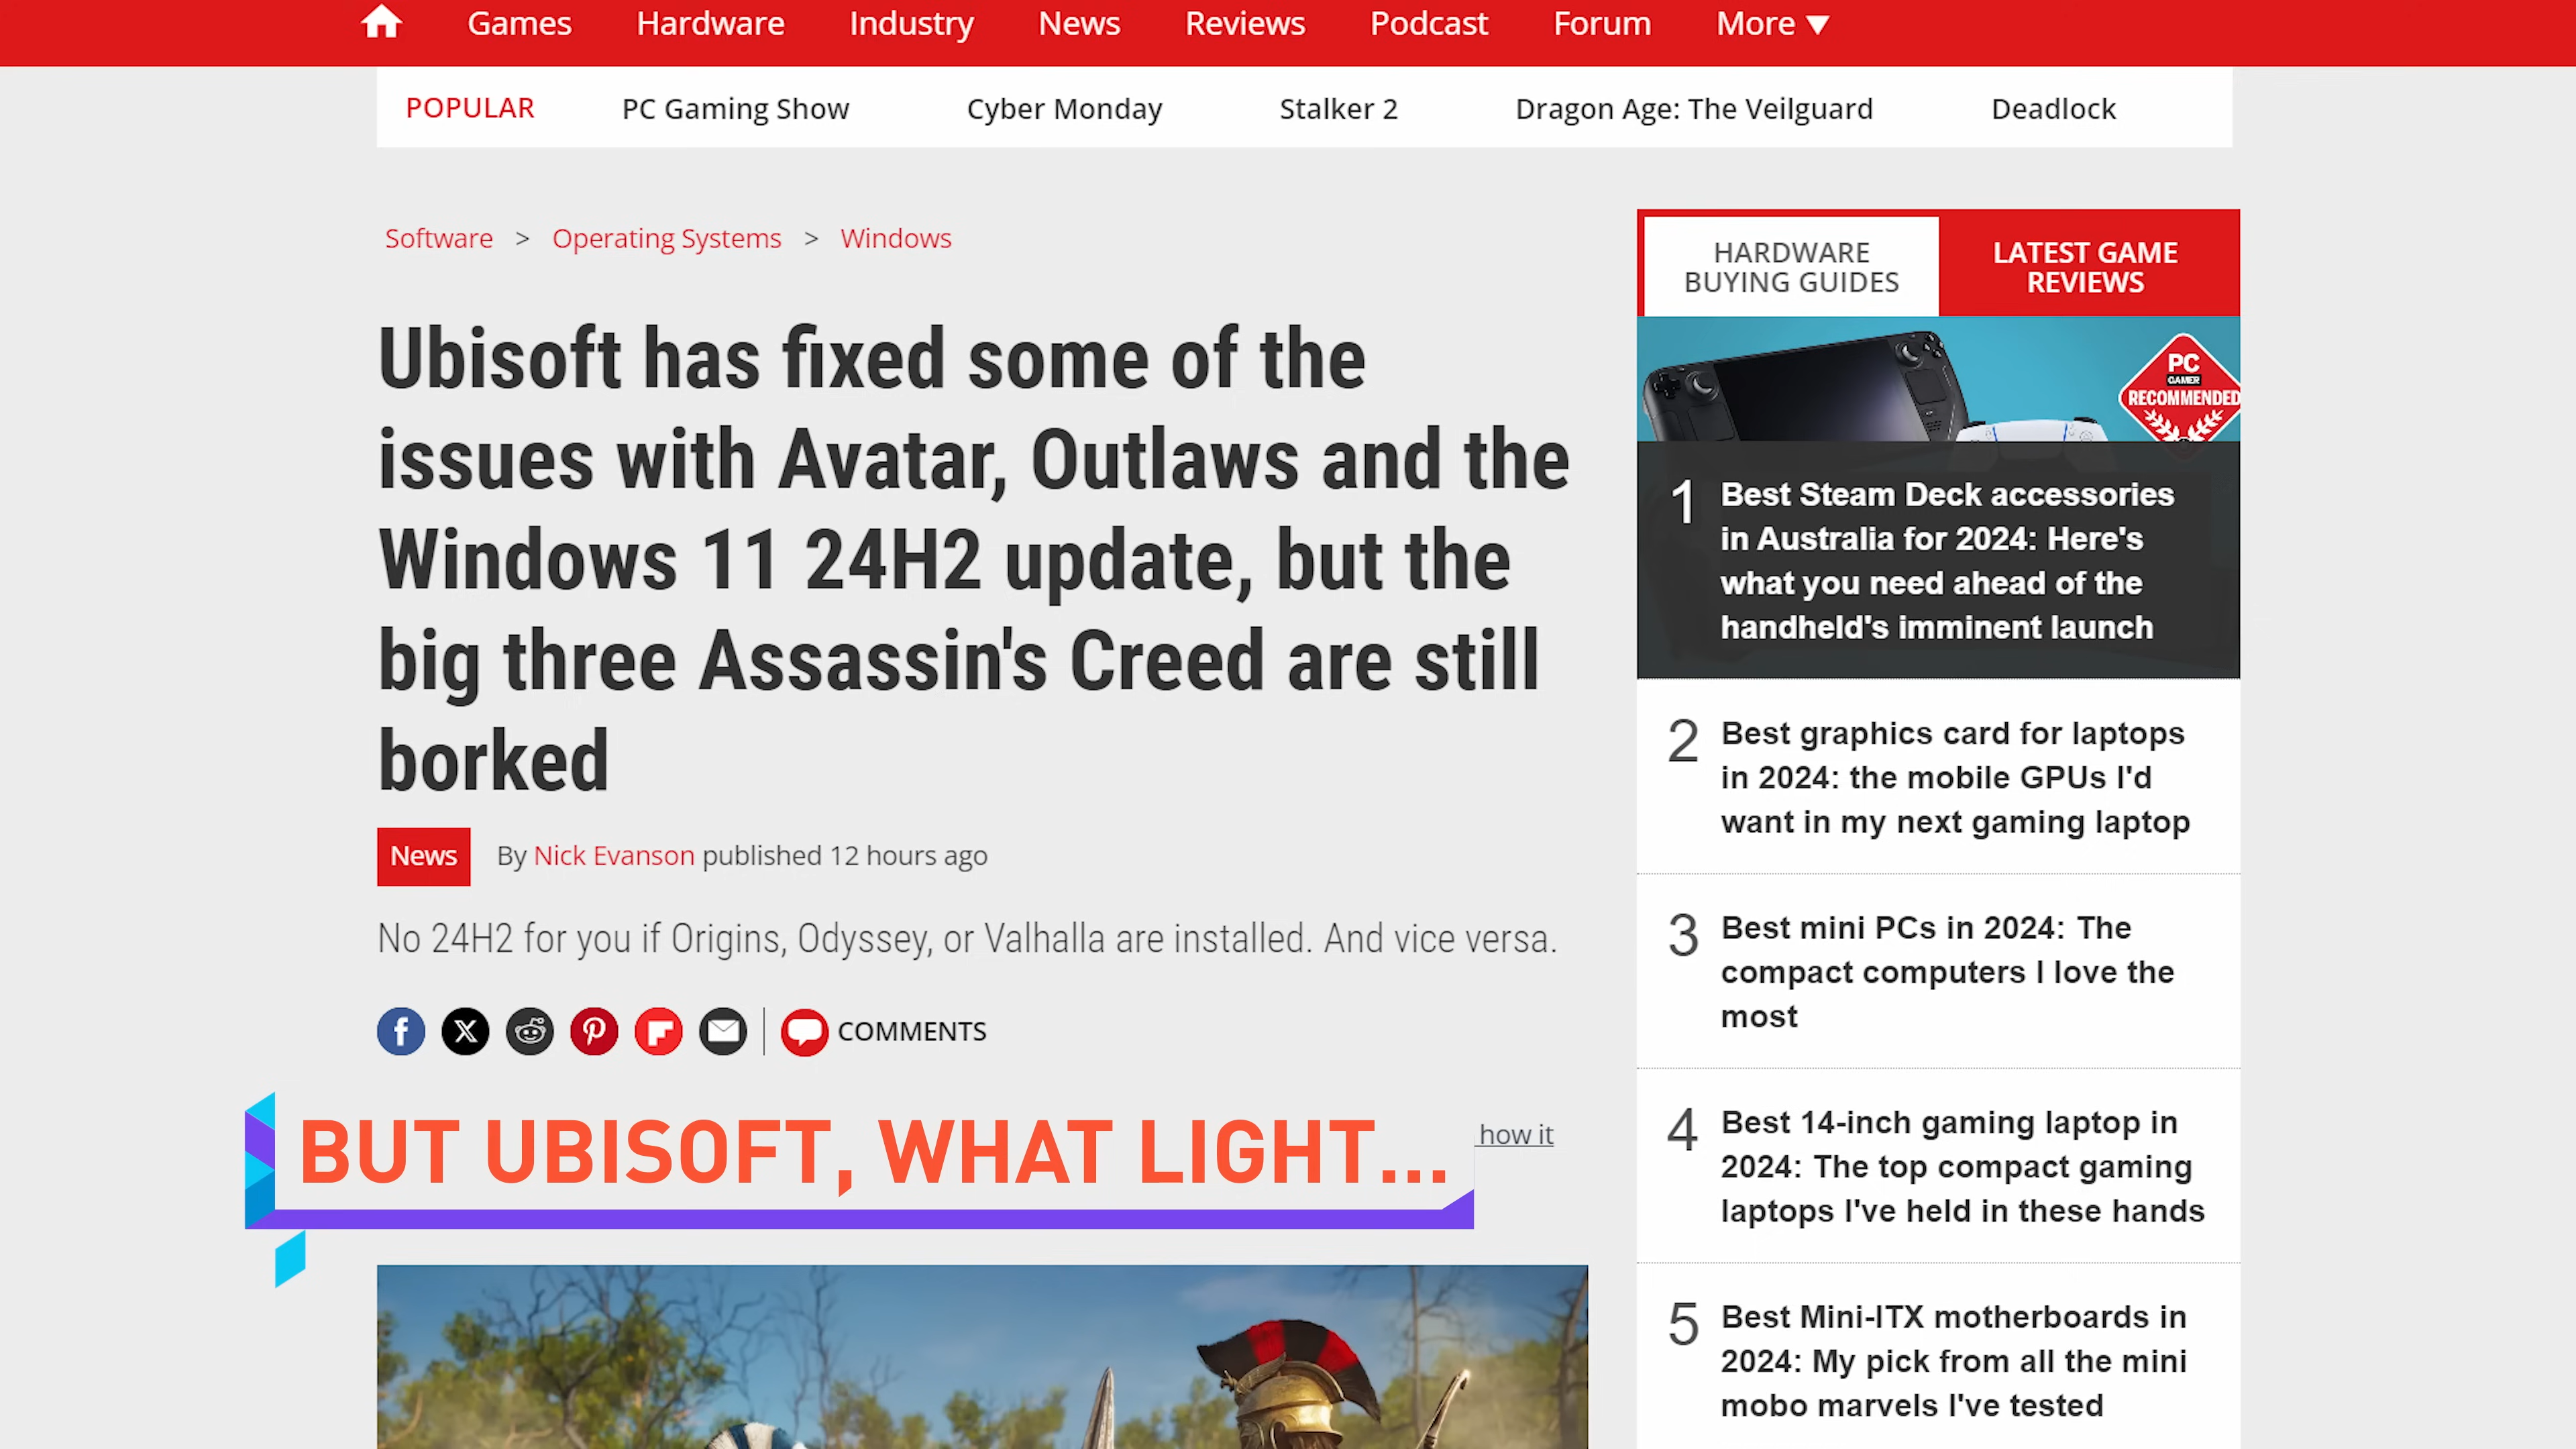 Games Hardware Industry News Reviews Podcast Forum More
POPULAR PC Gaming Show Cyber Monday Stalker 2 Dragon Age: The Veilguard Deadlock
Software > Operating Systems > Windows
Ubisoft has fixed some of the
issues with Avatar, Outlaws and the
Windows 11 24H2 update, but the
big three Assassin's Creed are still
borked
News By Nick Evanson published 12 hours ago
No 24H2 for you if Origins, Odyssey, or Valhalla are installed. And vice versa.
COMMENTS
BUT UBISOFT, WHAT LIGHT...
how it
HARDWARE
BUYING GUIDES
LATEST GAME
REVIEWS
PC
GAMER
RECOMMENDED
1 Best Steam Deck accessories
in Australia for 2024: Here's
what you need ahead of the
handheld's imminent launch
2 Best graphics card for laptops
in 2024: the mobile GPUs I'd
want in my next gaming laptop
3 Best mini PCs in 2024: The
compact computers I love the
most
4 Best 14-inch gaming laptop in
2024: The top compact gaming
laptops I've held in these hands
5 Best Mini-ITX motherboards in
2024: My pick from all the mini
mobo marvels I've tested